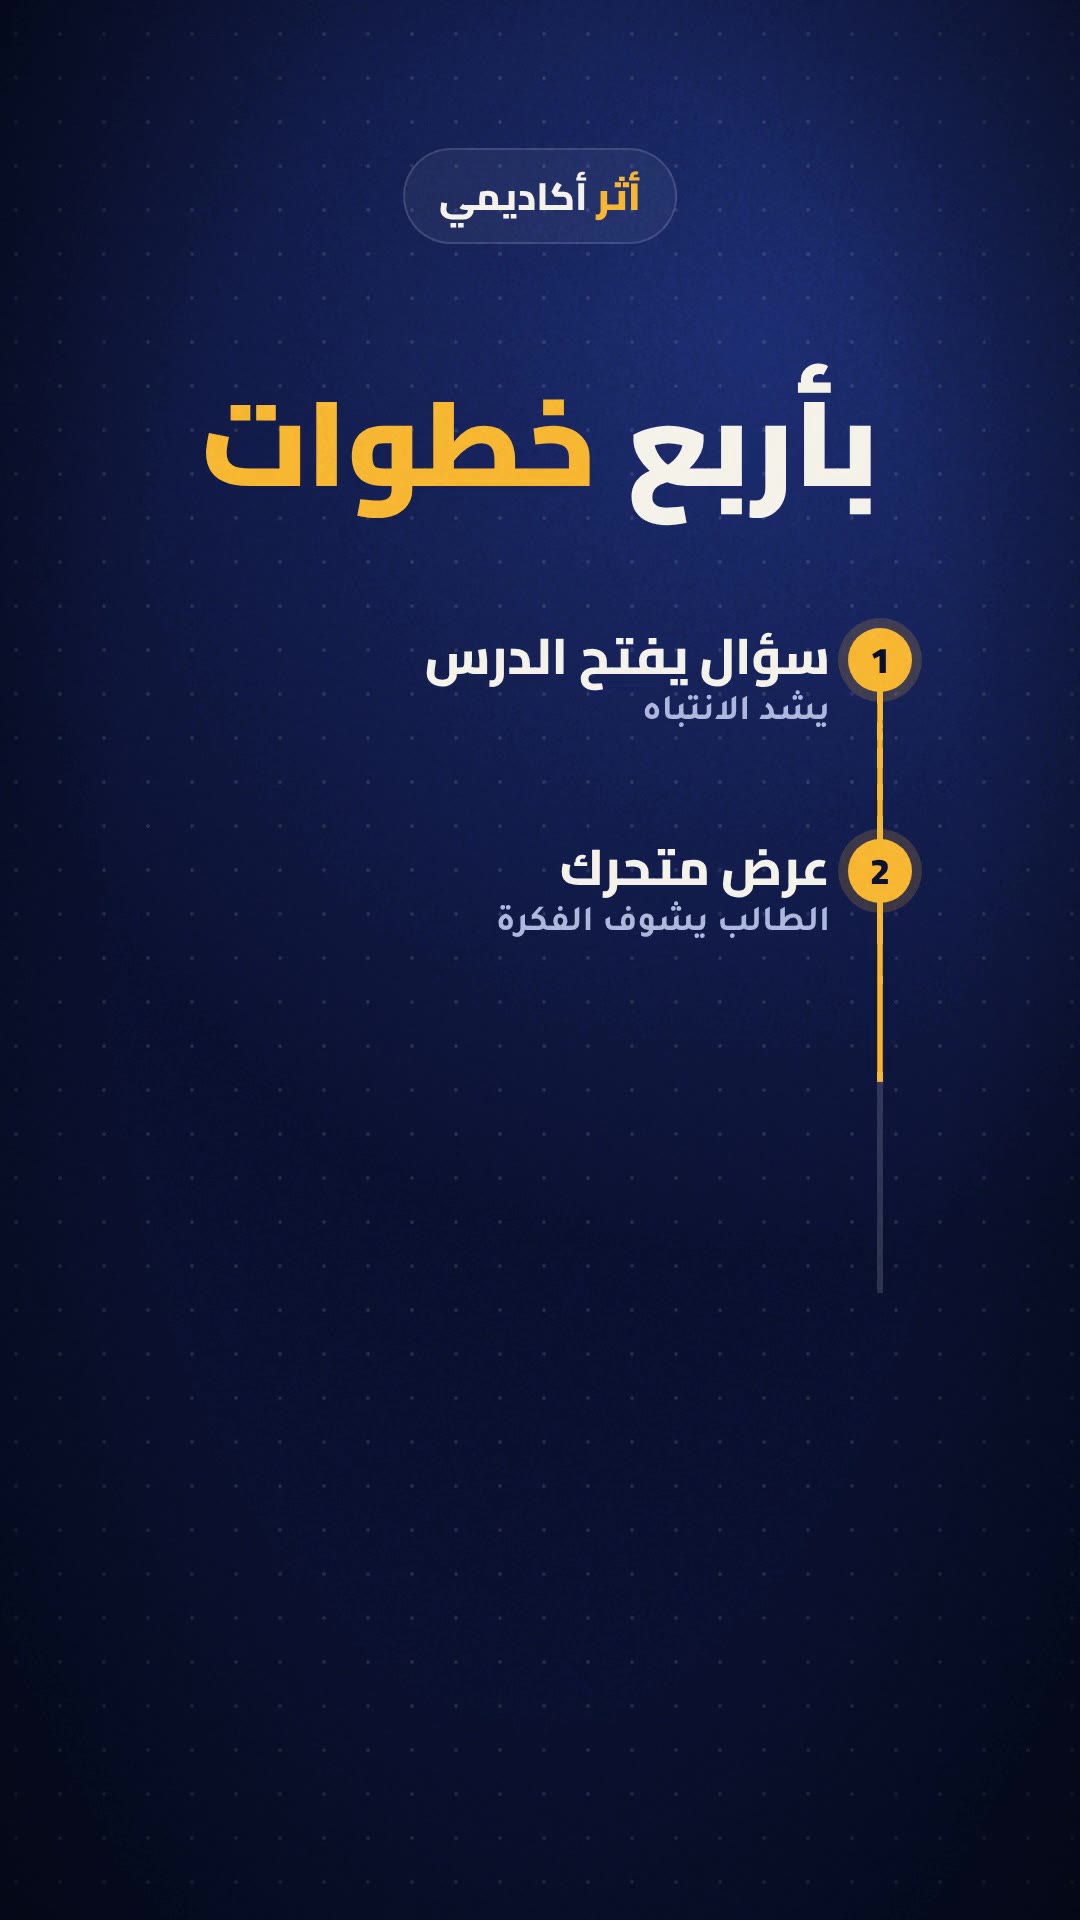 أثر أكاديمي
بأربع خطوات
1 سؤال يفتح الدرس
يشد الانتباه
2 عرض متحرك
الطالب يشوف الفكرة